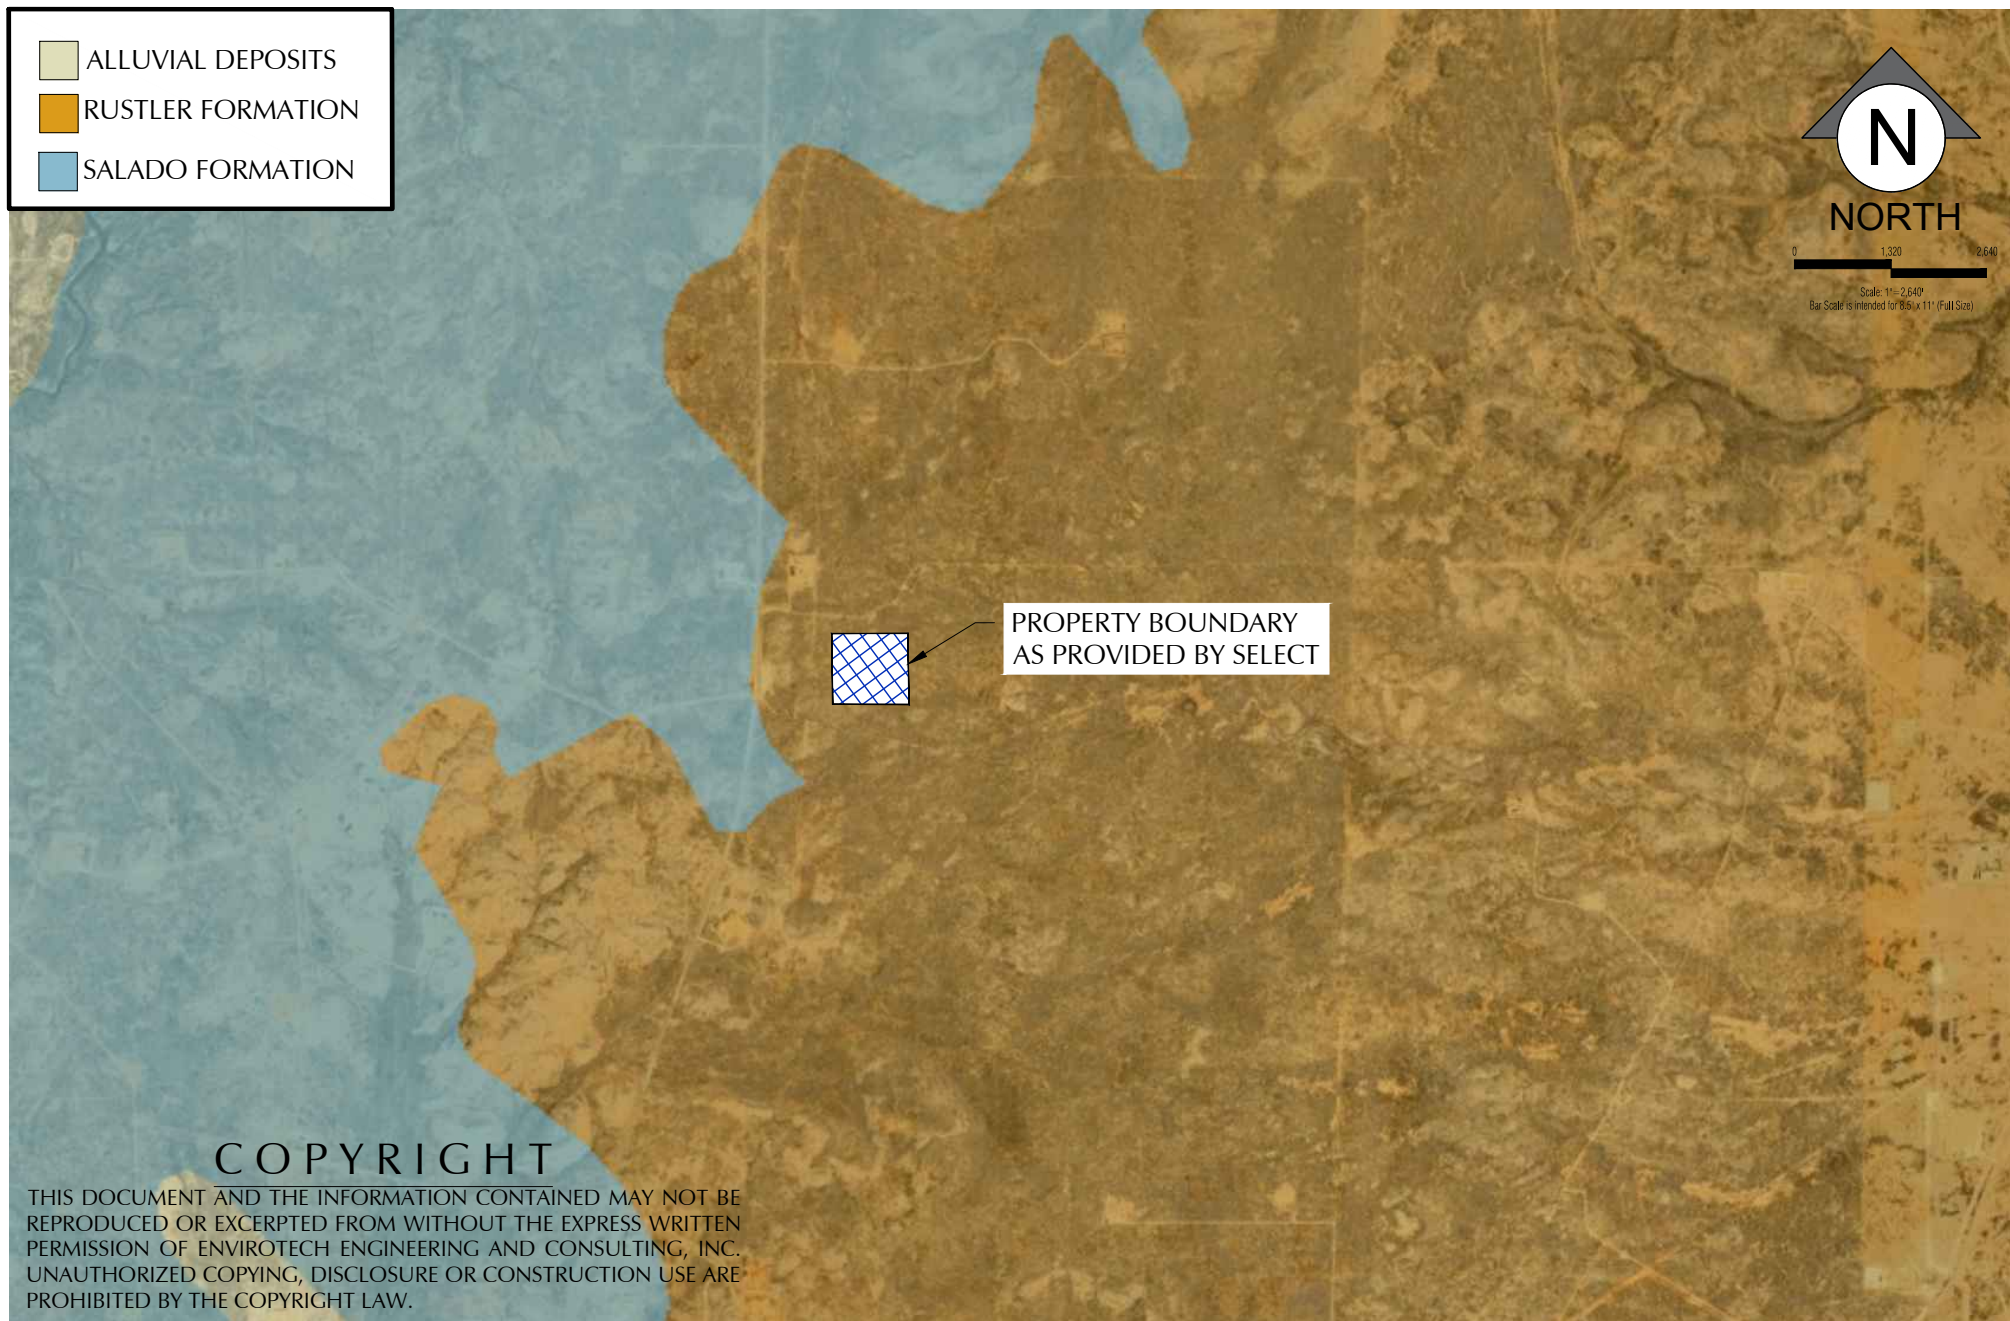 ALLUVIAL DEPOSITS
RUSTLER FORMATION
SALADO FORMATION
N
NORTH
0 1,320 2,640
Scale: 1"=2,640'
Bar Scale is intended for 8.5" x 11" (Full Size)
PROPERTY BOUNDARY
AS PROVIDED BY SELECT
COPYRIGHT
THIS DOCUMENT AND THE INFORMATION CONTAINED MAY NOT BE
REPRODUCED OR EXCERPTED FROM WITHOUT THE EXPRESS WRITTEN
PERMISSION OF ENVIROTECH ENGINEERING AND CONSULTING, INC.
UNAUTHORIZED COPYING, DISCLOSURE OR CONSTRUCTION USE ARE
PROHIBITED BY THE COPYRIGHT LAW.